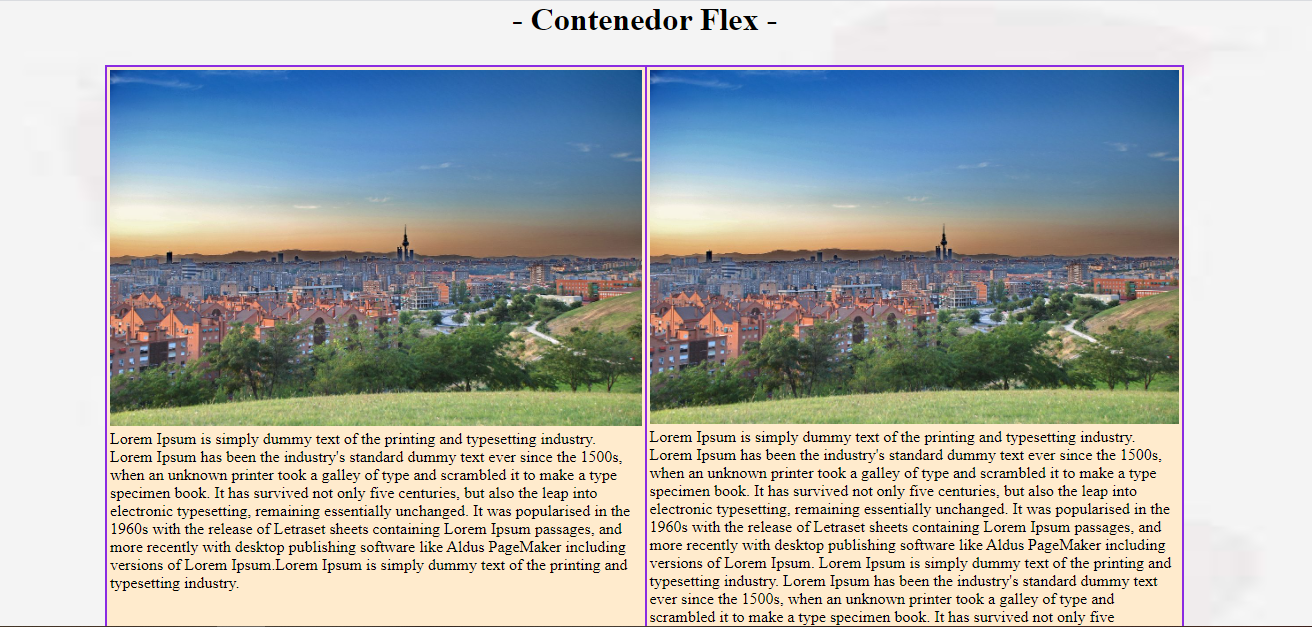 - Contenedor Flex -
Lorem Ipsum is simply dummy text of the printing and typesetting industry.
Lorem Ipsum has been the industry's standard dummy text ever since the 1500s,
when an unknown printer took a galley of type and scrambled it to make a type
specimen book. It has survived not only five centuries, but also the leap into
electronic typesetting, remaining essentially unchanged. It was popularised in the
1960s with the release of Letraset sheets containing Lorem Ipsum passages, and
more recently with desktop publishing software like Aldus PageMaker including
versions of Lorem Ipsum.Lorem Ipsum is simply dummy text of the printing and
typesetting industry.
Lorem Ipsum is simply dummy text of the printing and typesetting industry.
Lorem Ipsum has been the industry's standard dummy text ever since the 1500s,
when an unknown printer took a galley of type and scrambled it to make a type
specimen book. It has survived not only five centuries, but also the leap into
electronic typesetting, remaining essentially unchanged. It was popularised in the
1960s with the release of Letraset sheets containing Lorem Ipsum passages, and
more recently with desktop publishing software like Aldus PageMaker including
versions of Lorem Ipsum. Lorem Ipsum is simply dummy text of the printing and
typesetting industry. Lorem Ipsum has been the industry's standard dummy text
ever since the 1500s, when an unknown printer took a galley of type and
scrambled it to make a type specimen book. It has survived not only five